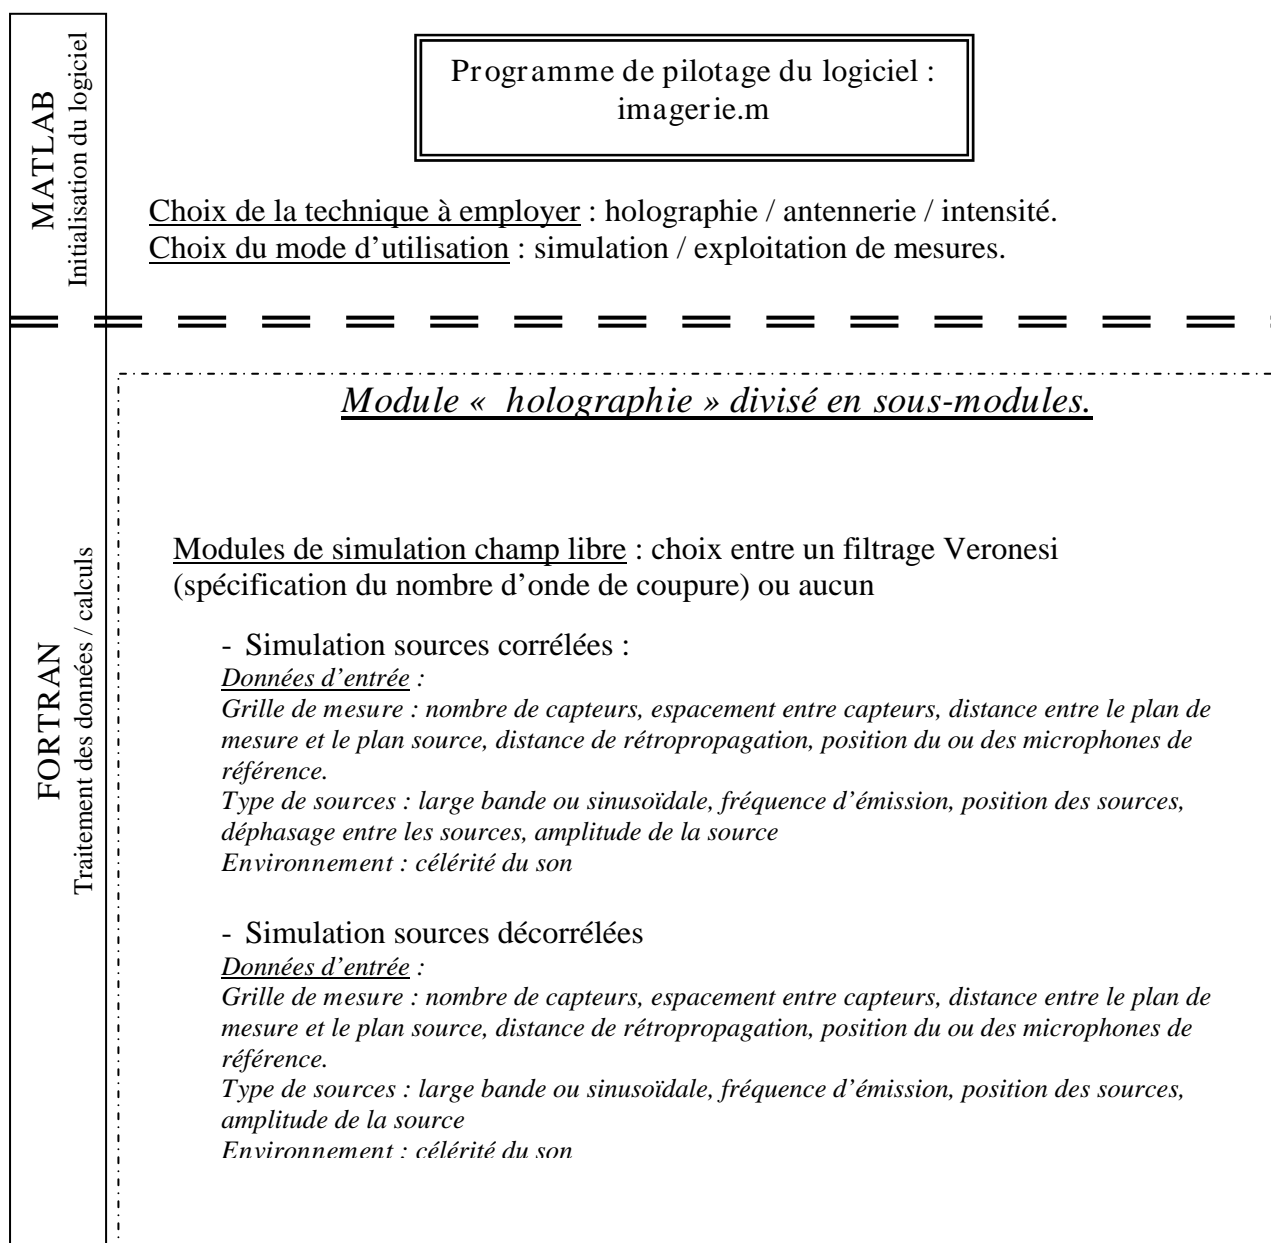 MATLAB
Initialisation du logiciel
Programme de pilotage du logiciel :
imagerie.m
Choix de la technique à employer : holographie / antennerie / intensité.
Choix du mode d’utilisation : simulation / exploitation de mesures.
FORTRAN
Traitement des données / calculs
Module « holographie » divisé en sous-modules.
Modules de simulation champ libre : choix entre un filtrage Veronesi
(spécification du nombre d’onde de coupure) ou aucun
- Simulation sources corrélées :
Données d’entrée :
Grille de mesure : nombre de capteurs, espacement entre capteurs, distance entre le plan de
mesure et le plan source, distance de rétropropagation, position du ou des microphones de
référence.
Type de sources : large bande ou sinusoïdale, fréquence d’émission, position des sources,
déphasage entre les sources, amplitude de la source
Environnement : célérité du son
- Simulation sources décorrélées
Données d’entrée :
Grille de mesure : nombre de capteurs, espacement entre capteurs, distance entre le plan de
mesure et le plan source, distance de rétropropagation, position du ou des microphones de
référence.
Type de sources : large bande ou sinusoïdale, fréquence d’émission, position des sources,
amplitude de la source
Environnement : célérité du son